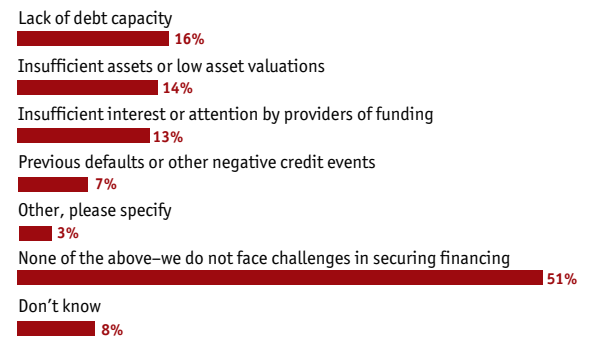 Lack of debt capacity
16%
Insufficient assets or low asset valuations
14%
Insufficient interest or attention by providers of funding
13%
Previous defaults or other negative credit events
7%
Other, please specify
3%
None of the above–we do not face challenges in securing financing
51%
Don’t know
8%